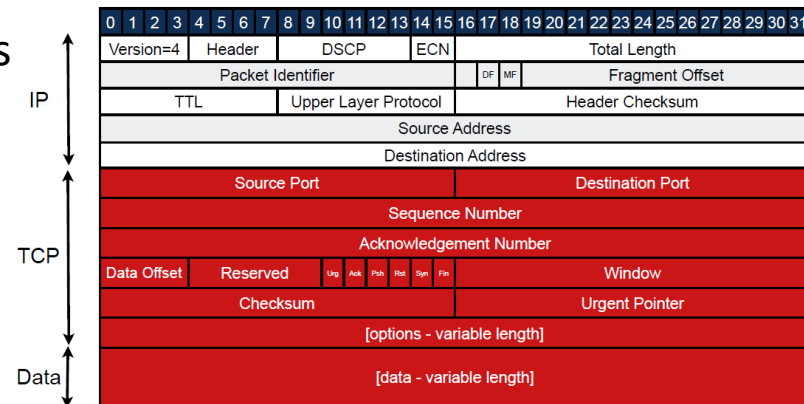 0 1 2 3 4 5 6 7 8 9 10 11 12 13 14 15 16 17 18 19 20 21 22 23 24 25 26 27 28 29 30 31
s
Version=4 Header DSCP ECN Total Length
Packet Identifier DF MF Fragment Offset
IP
TTL Upper Layer Protocol Header Checksum
Source Address
Destination Address
Source Port Destination Port
Sequence Number
TCP
Acknowledgement Number
Data Offset Reserved Urg Ack Psh Rst Syn Fin Window
Checksum Urgent Pointer
[options - variable length]
Data
[data - variable length]